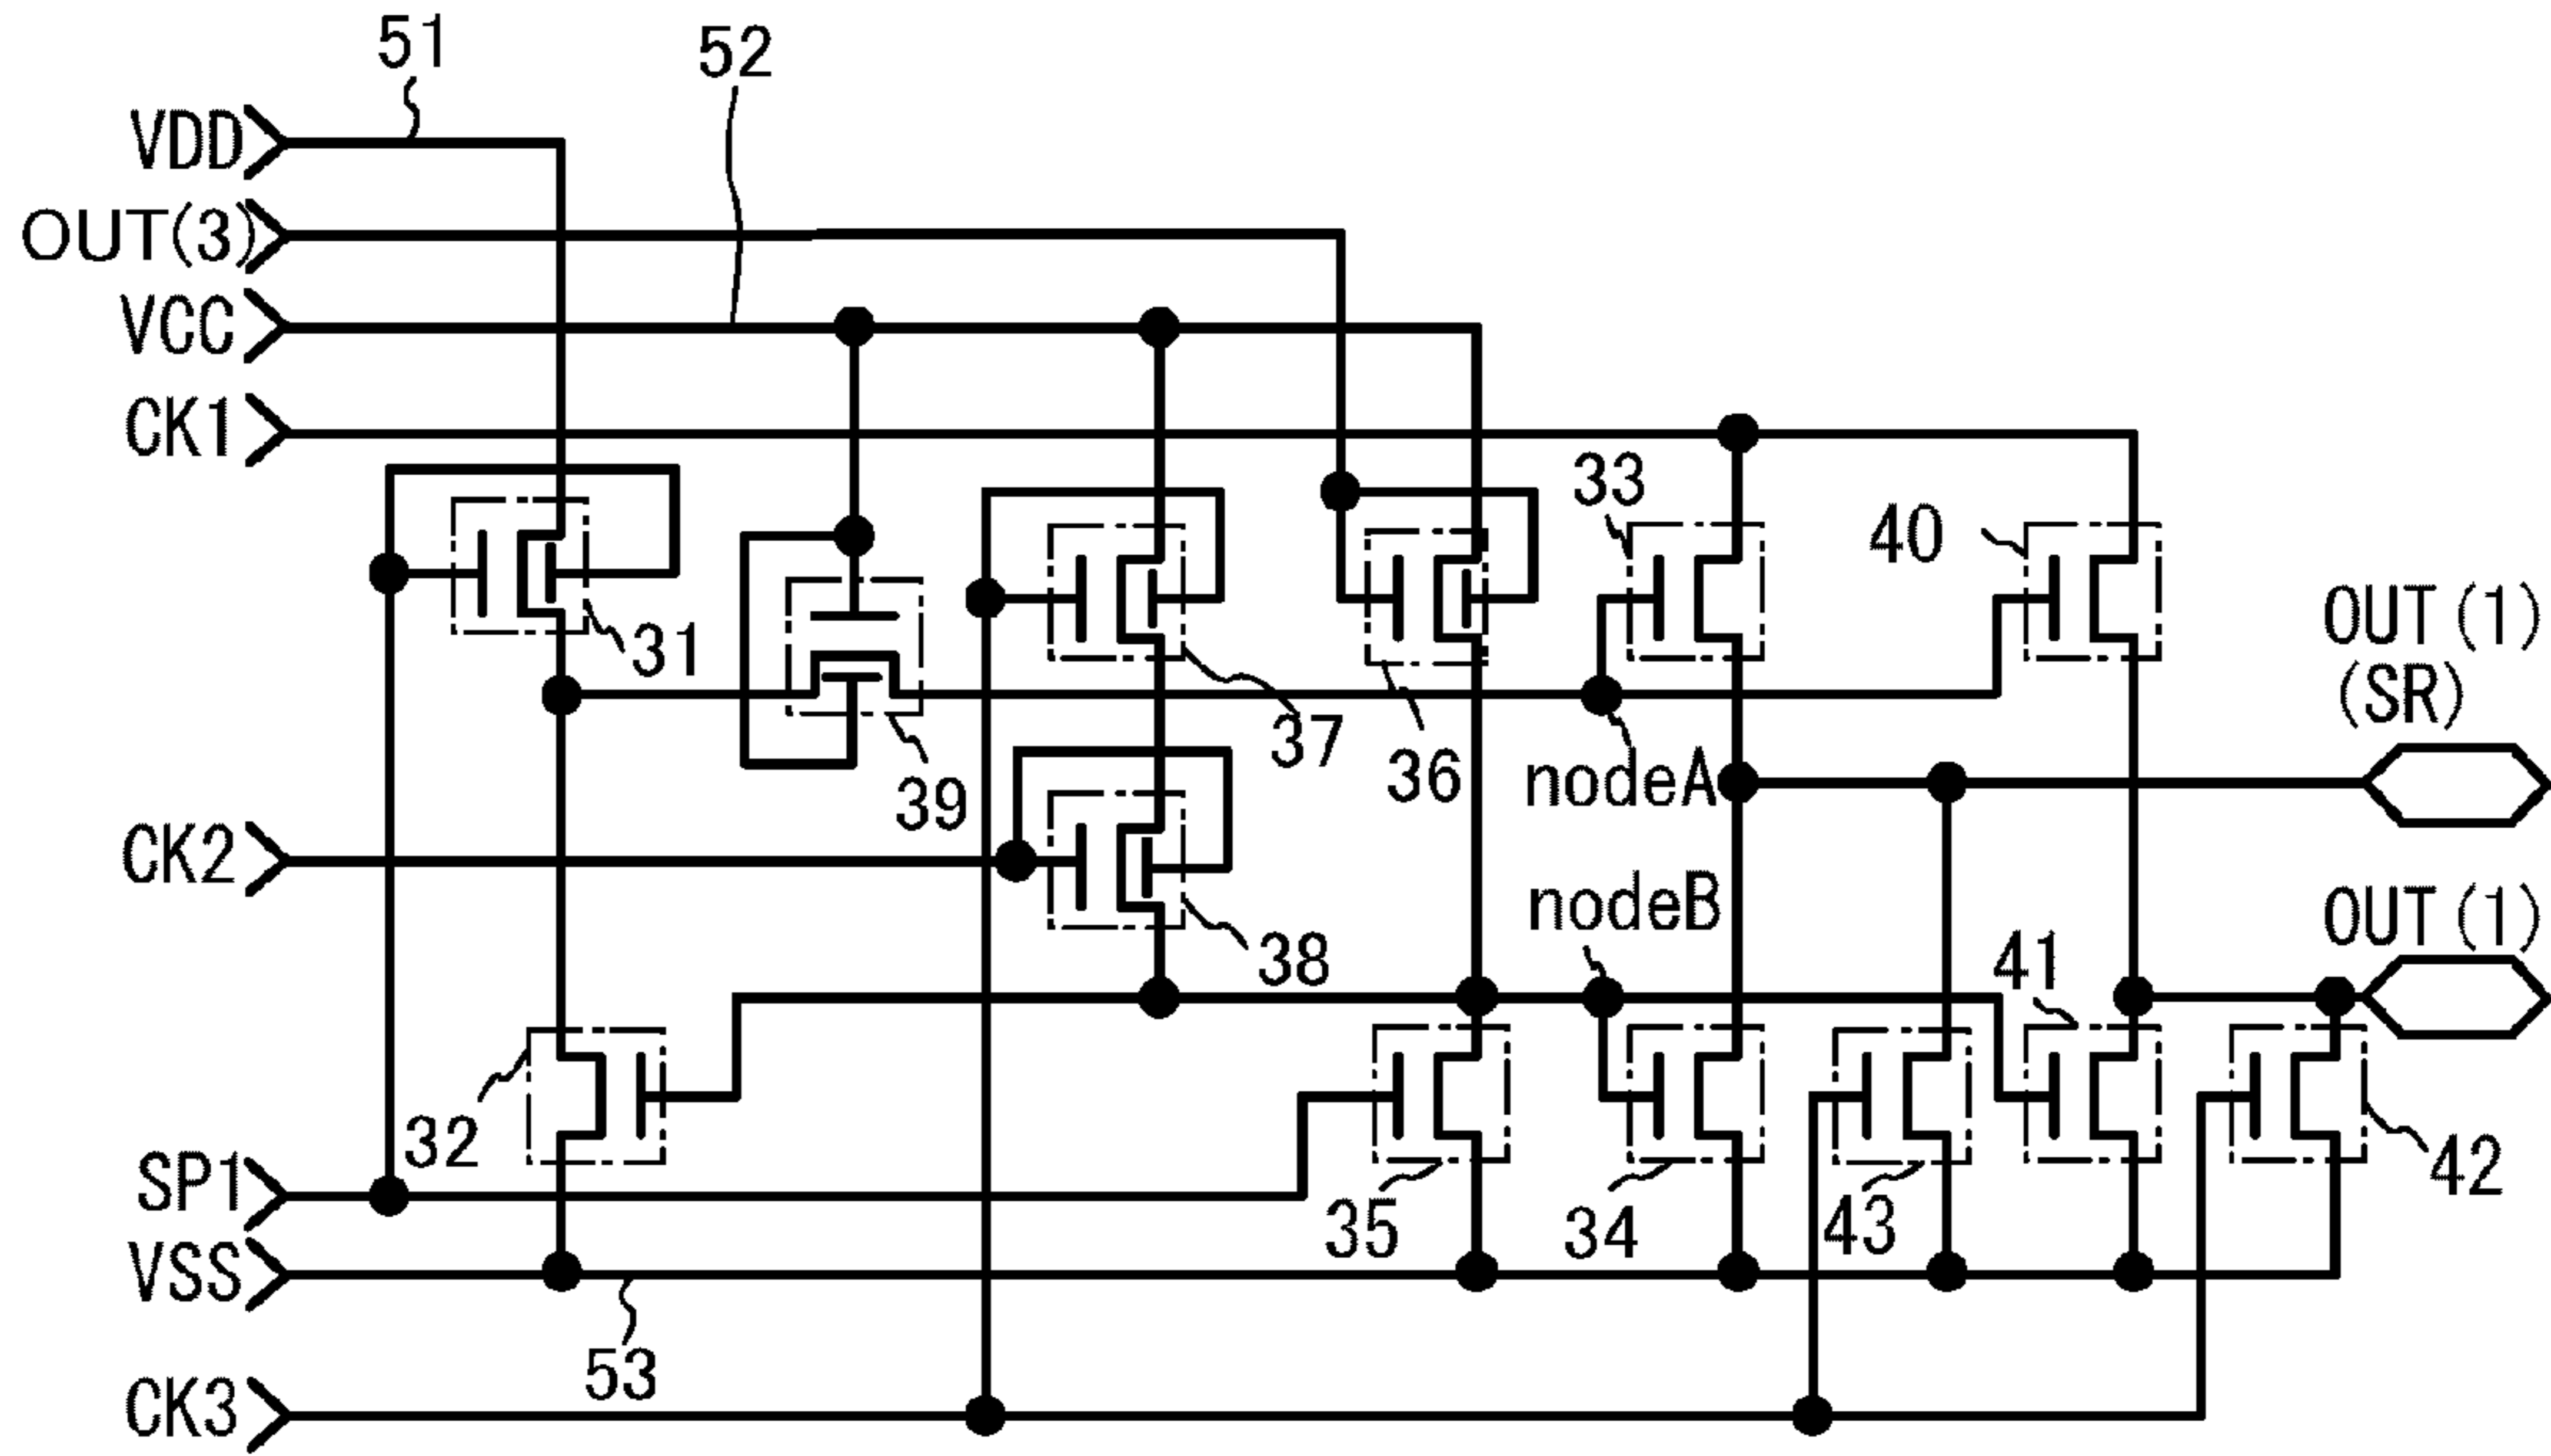 51
52
VDD
OUT(3)
VCC
CK1
33
40
31
OUT (1)
(SR)
37
36
nodeA
39
CK2
nodeB
OUT (1)
38
41
32
SP1
35
34
43
42
VSS
53
CK3